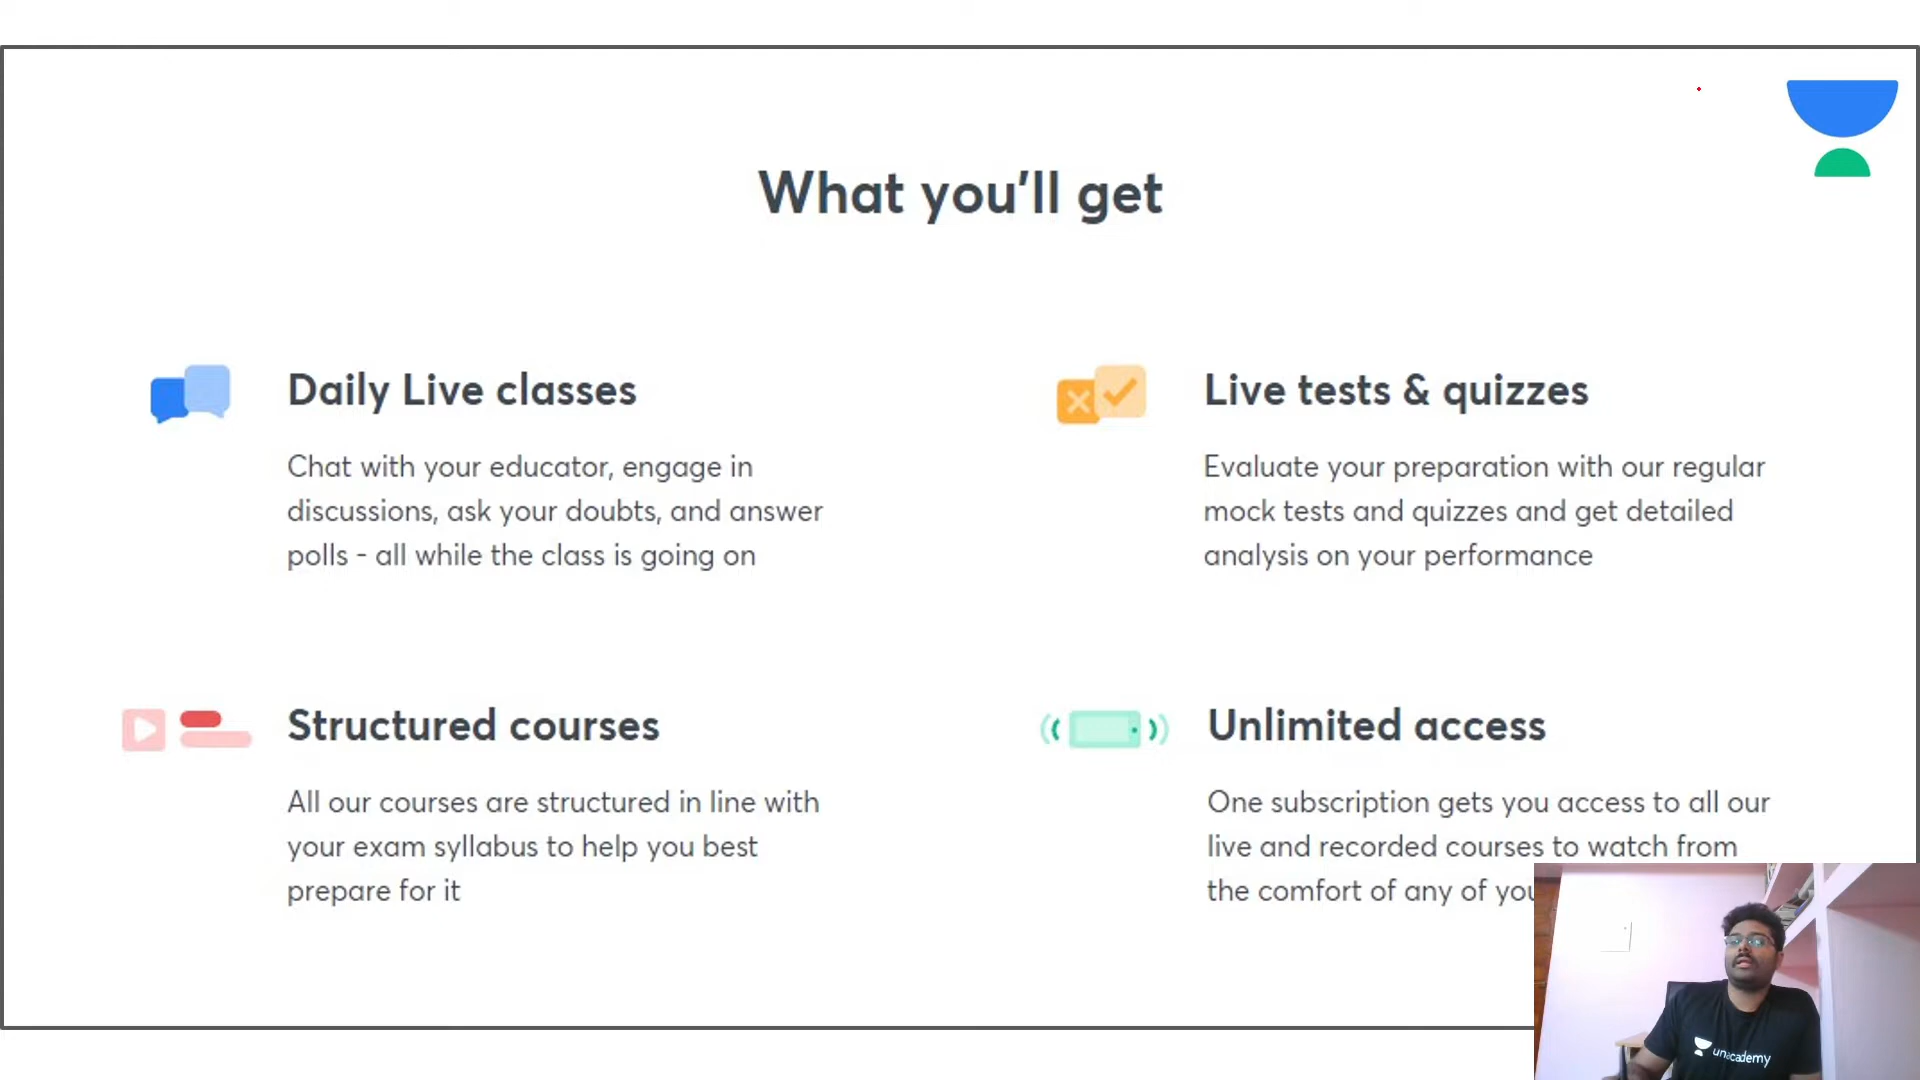 What you'll get
Daily Live classes
Chat with your educator, engage in
discussions, ask your doubts, and answer
polls - all while the class is going on
Live tests & quizzes
Evaluate your preparation with our regular
mock tests and quizzes and get detailed
analysis on your performance
Structured courses
All our courses are structured in line with
your exam syllabus to help you best
prepare for it
Unlimited access
One subscription gets you access to all our
live and recorded courses to watch from
the comfort of any of
unacademy